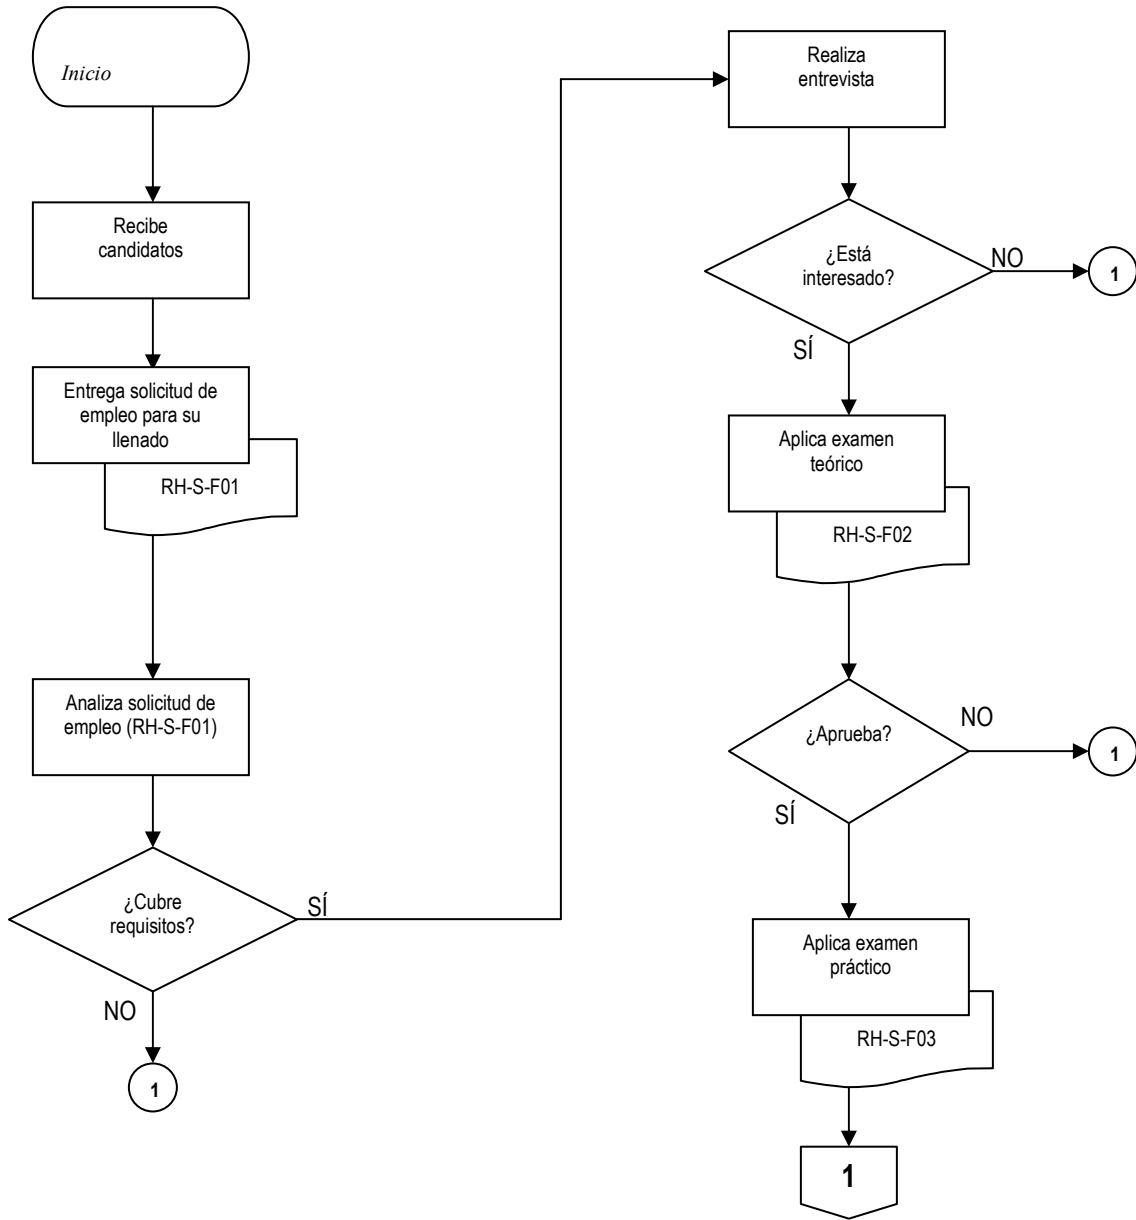 Inicio
Recibe
candidatos
Entrega solicitud de
empleo para su
llenado
RH-S-F01
Analiza solicitud de
empleo (RH-S-F01)
¿Cubre
requisitos?
SÍ
NO
1
Realiza
entrevista
¿Está
interesado?
NO
1
SÍ
Aplica examen
teórico
RH-S-F02
¿Aprueba?
NO
1
SÍ
Aplica examen
práctico
RH-S-F03
1